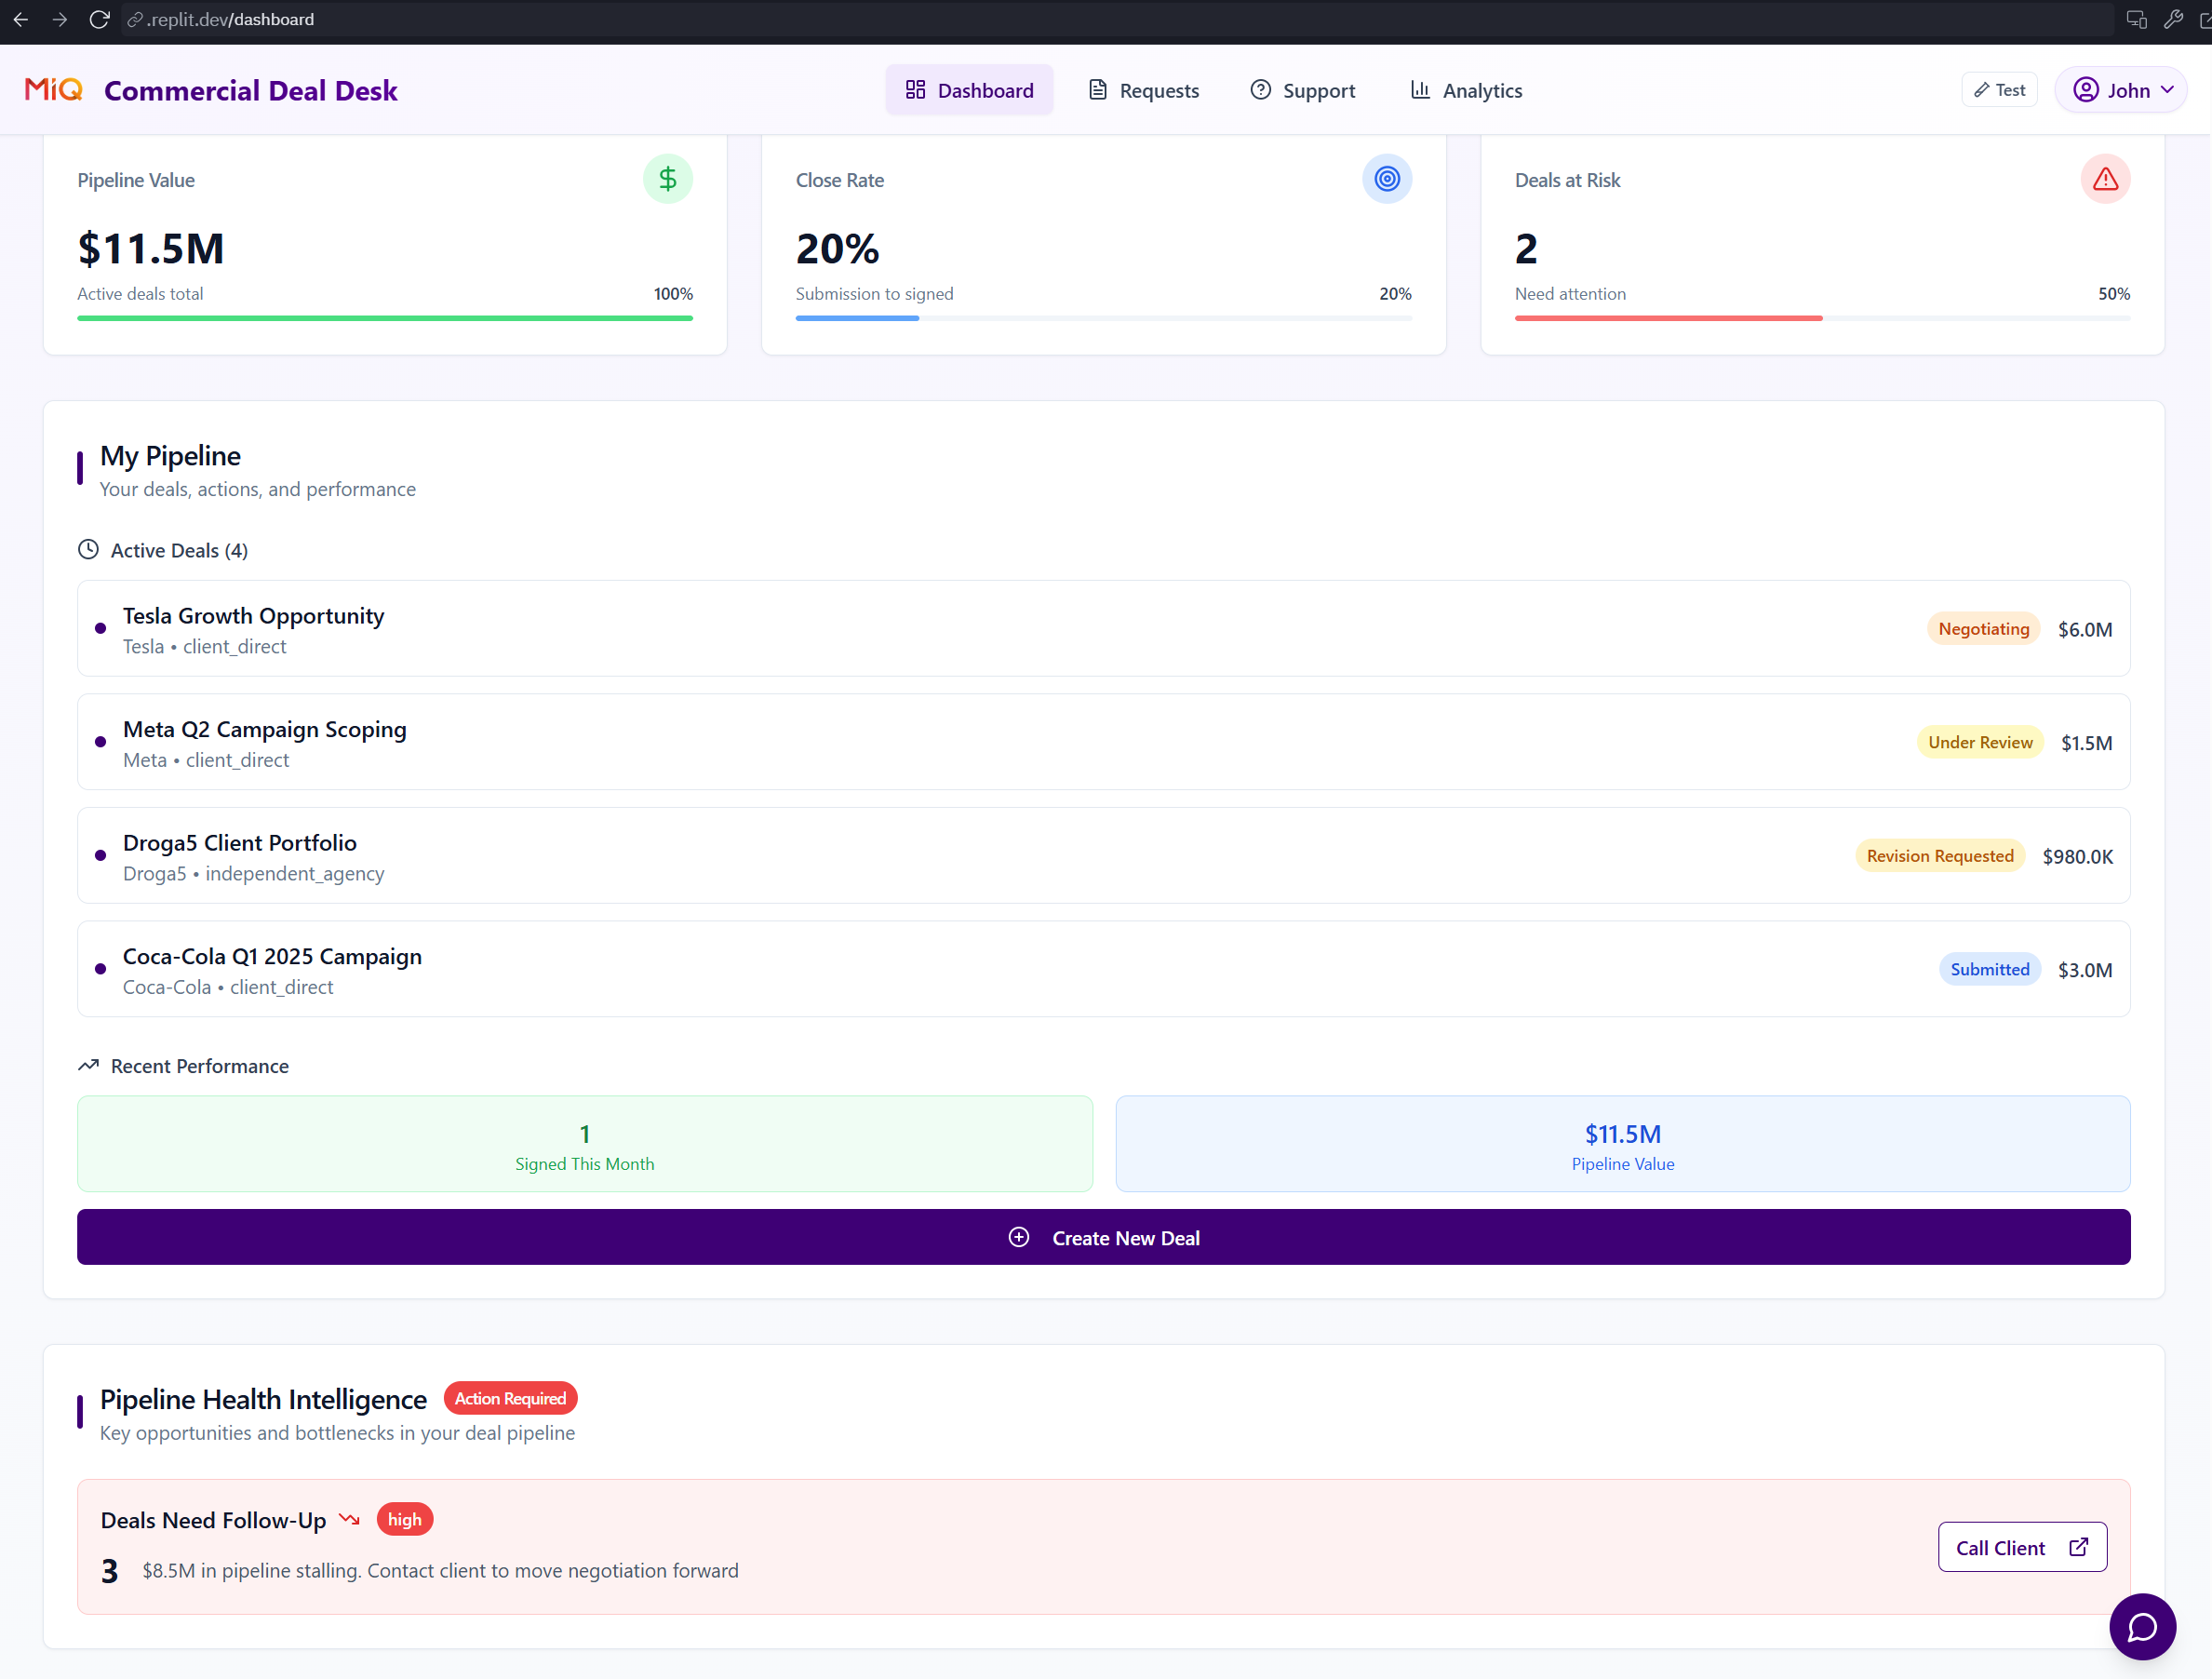 .replit.dev/dashboard
MiQ Commercial Deal Desk
Dashboard Requests Support Analytics
Test John
Pipeline Value
$11.5M
Active deals total 100%
Close Rate
20%
Submission to signed 20%
Deals at Risk
2
Need attention 50%
My Pipeline
Your deals, actions, and performance
Active Deals (4)
Tesla Growth Opportunity
Tesla • client_direct
Negotiating $6.0M
Meta Q2 Campaign Scoping
Meta • client_direct
Under Review $1.5M
Droga5 Client Portfolio
Droga5 • independent_agency
Revision Requested $980.0K
Coca-Cola Q1 2025 Campaign
Coca-Cola • client_direct
Submitted $3.0M
Recent Performance
1
Signed This Month
$11.5M
Pipeline Value
Create New Deal
Pipeline Health Intelligence Action Required
Key opportunities and bottlenecks in your deal pipeline
Deals Need Follow-Up high
3 $8.5M in pipeline stalling. Contact client to move negotiation forward
Call Client